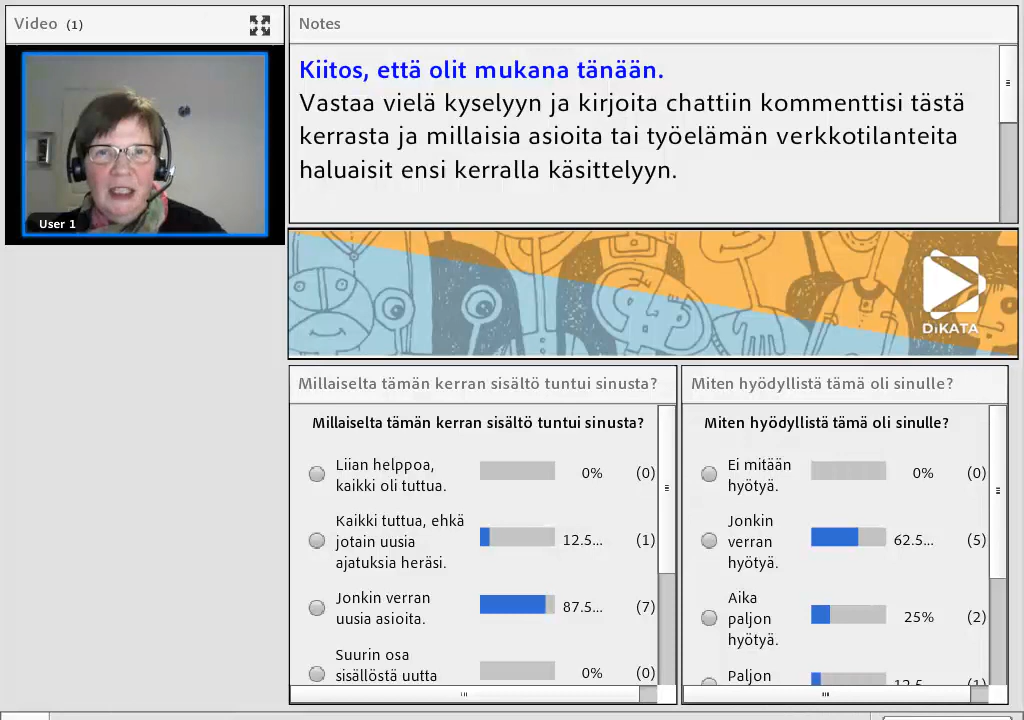 Video (1)
User 1
Notes
Kiitos, että olit mukana tänään.
Vastaa vielä kyselyyn ja kirjoita chattiin kommenttisi tästä
kerrasta ja millaisia asioita tai työelämän verkkotilanteita
haluaisit ensi kerralla käsittelyyn.
DiKATA
Millaiselta tämän kerran sisältö tuntui sinusta?
Millaiselta tämän kerran sisältö tuntui sinusta?
Liian helppoa,
kaikki oli tuttua.
0% (0)
Kaikki tuttua, ehkä
jotain uusia
ajatuksia heräsi.
12.5... (1)
Jonkin verran
uusia asioita.
87.5... (7)
Suurin osa
sisällöstä uutta
0% (0)
Miten hyödyllistä tämä oli sinulle?
Miten hyödyllistä tämä oli sinulle?
Ei mitään
hyötyä.
0% (0)
Jonkin
verran
hyötyä.
62.5... (5)
Aika
paljon
hyötyä.
25% (2)
Paljon
12.5... (1)